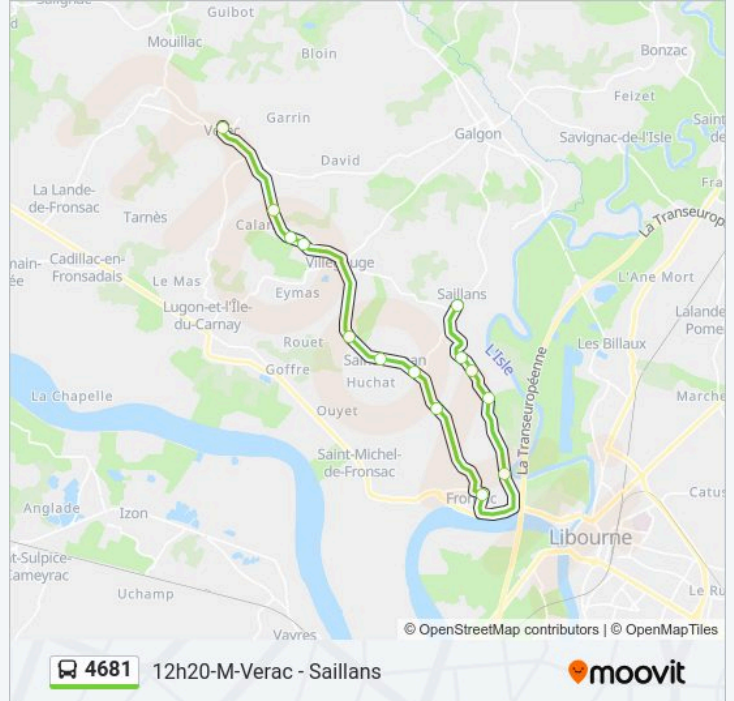 Guibot
Mouillac
Bloin
Bonzac
Feizet
Garrin
Galgon
Savignac-de-l'Isle
David
La Lande-
de-Fronsac
Tarnès
La Transeurop
Cadillac-en-
Fronsadais
Le Mas
Eymas
Saillans
L'Ane Mort
Lugon-et-l'Île-
du-Carnay
L'Isle
Rouet
Goffre
Les Billaux
Huchat
La Chapelle
Ouyet
La Transeuropéenne
Saint-Michel-
de-Fronsac
Anglade
Izon
Libourne
Uchamp
Vavres
© OpenStreetMap contributors | © OpenMapTiles
4681 12h20-M-Verac - Saillans moovit